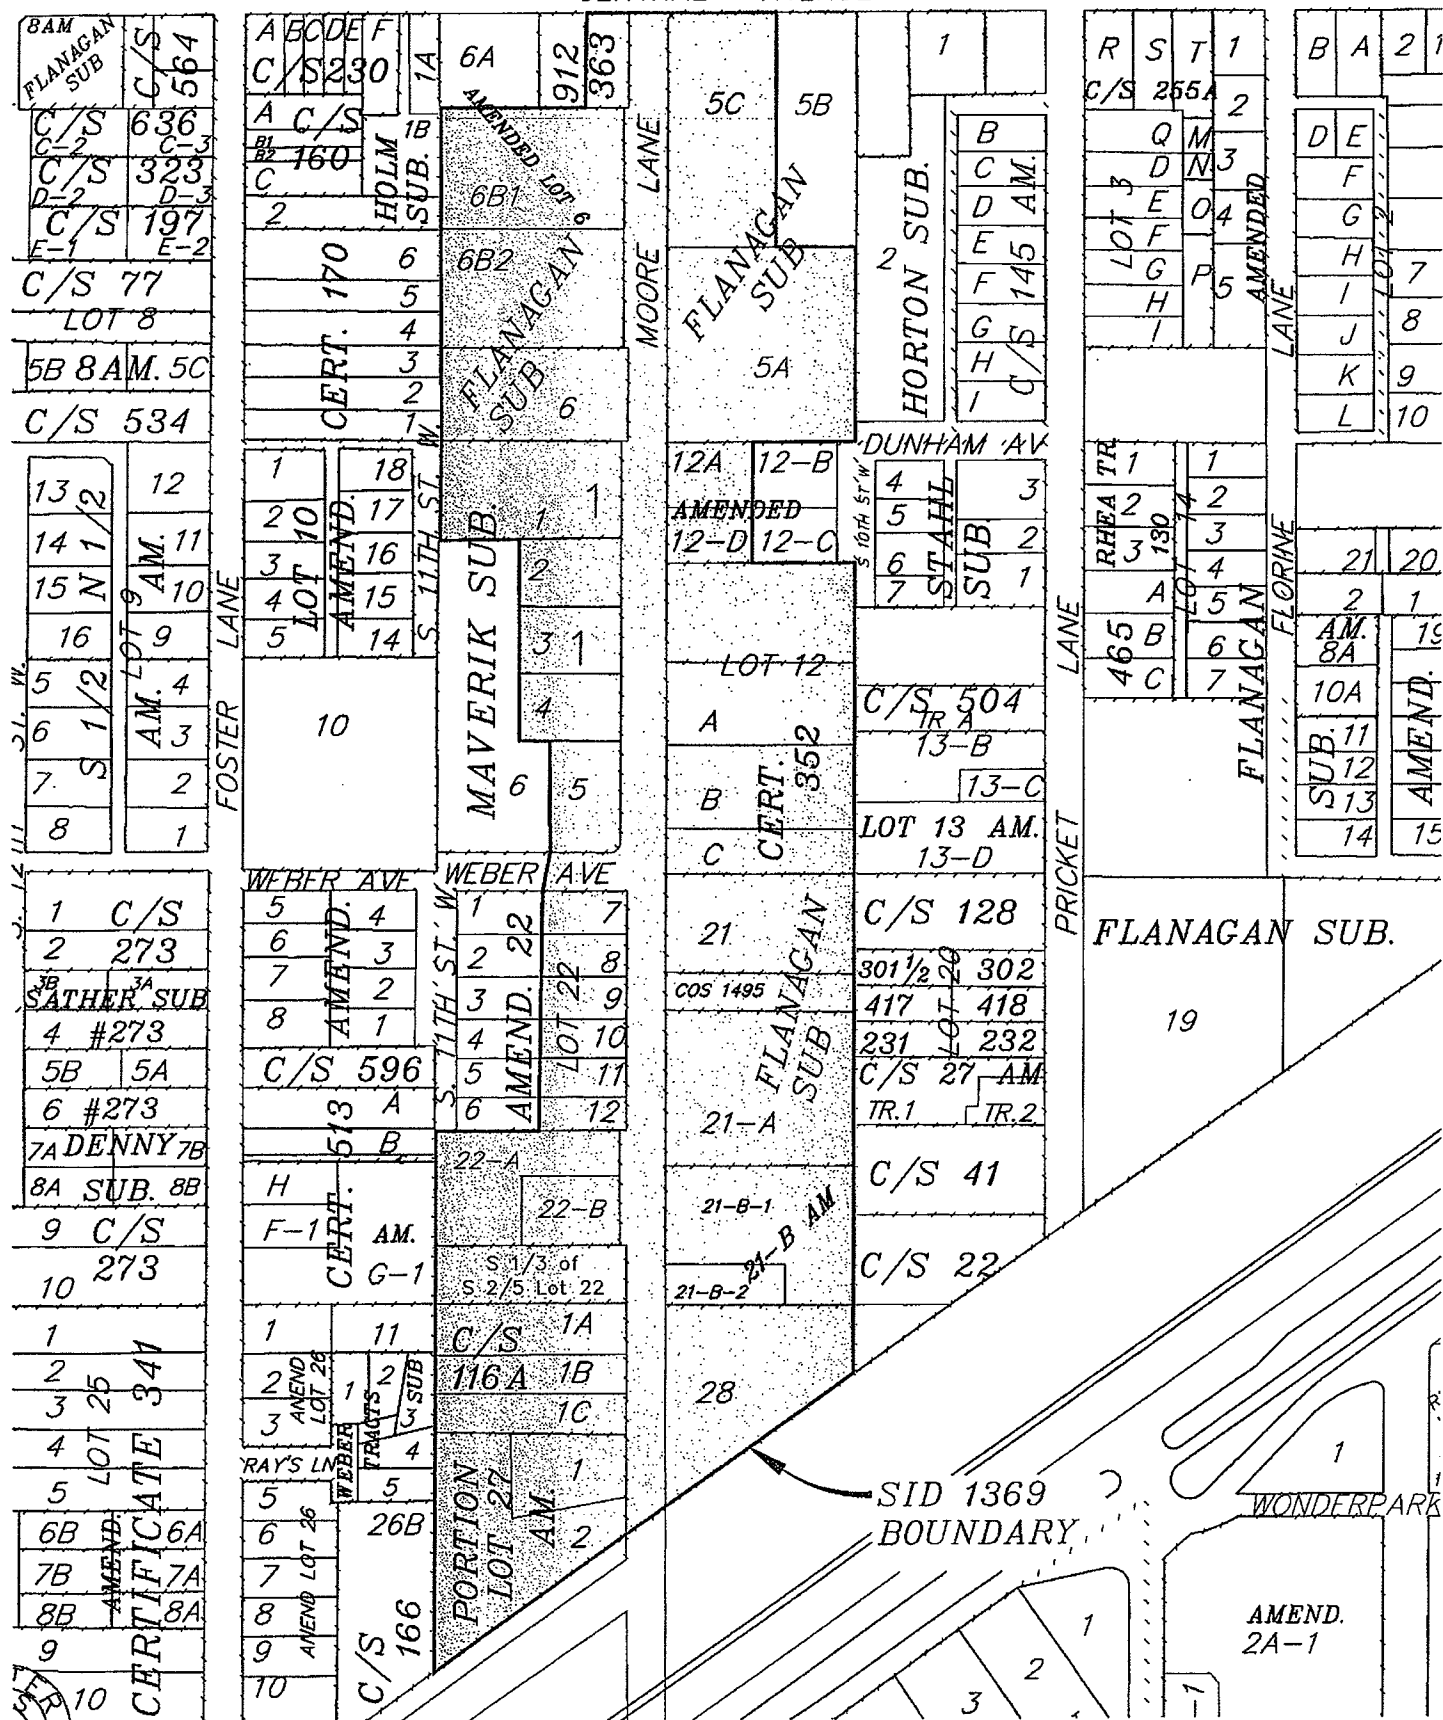 8AM
FLANAGAN
SUB
C/S
564
C/S 636
C-2 C-3
C/S 323
D-2 D-3
C/S 197
E-1 E-2
C/S 77
LOT 8
5B 8AM. 5C
C/S 534
13 12
14 11
15 10
16 9
5 4
6 3
7 2
8 1
N 1/2
S 1/2
LOT 9
AM.
AM.
1 C/S
2 273
3B 3A
SATHER SUB
4 #273
5B 5A
6 #273
7A DENNY 7B
8A SUB. 8B
9 C/S
273
10
1
2
3
4
5
LOT 25
CERTIFICATE 341
6B 6A
7B 7A
8B 8A
AMEND.
9
10
FOSTER LANE
A B C D E F
C/S 230
1A
A C/S
B1
B2 160
C
2
HOLM
SUB.
1B
CERT. 170
6
5
4
3
2
1
1 18
2 17
3 16
4 15
5 14
LOT 10
AMEND.
S 11TH ST. W.
10
WEBER AVE
5 4
6 3
7 2
8 1
AMEND.
C/S 596
A
B
CERT. 513
H
F-1 AM.
G-1
1 11
2
3
AMEND
LOT 26
1 2 3
SUB
WEBER
TRACTS
4
5
RAY'S LN
5
6
7
8
9
10
AMEND LOT 26
26B
C/S
166
6A
912
363
AMENDED LOT 6
6B1
6B2
FLANAGAN
SUB
6
1 1
2
3 1
4
6 5
MAVERIK SUB.
WEBER AVE
S. 11TH ST. W
1 7
2 8
3 9
4 10
5 11
6 12
AMEND. 22
LOT 22
22-A
22-B
S 1/3 of
S 2/5 Lot 22
C/S 1A
116A 1B
1C
PORTION
LOT 27
AM.
1
2
MOORE LANE
5C 5B
FLANAGAN
SUB
5A
12A 12-B
AMENDED
12-D 12-C
LOT 12
A
B
C
CERT. 352
21
COS 1495
FLANAGAN
SUB
21-A
21-B-1
21-B AM
21-B-2
28
SID 1369
BOUNDARY
1
2
HORTON SUB.
B
C
D
E
F
G
H
I
C/S 145 AM.
DUNHAM AV
S 10TH ST W
4 3
5 2
6 1
7
STAHL
SUB.
C/S 504
TR A
13-B
13-C
LOT 13 AM.
13-D
C/S 128
301 1/2 302
417 418
231 232
LOT 20
C/S 27 AM
TR.1 TR.2
C/S 41
C/S 22
PRICKET LANE
R S T 1
C/S 255A
2
Q M
D N 3
E O 4
F
G P 5
H
I
LOT 3
AMENDED
RHEA TR
1
2
3
130
LOT 14
1
2
3
4
5
6
7
A
B
C
465
FLANAGAN
FLANAGAN SUB.
19
FLORINE LANE
B A 2
D E
F
G
H 7
I
J 8
K 9
L 10
LOT 2
21 20
2 1
AM.
8A
10A
11
12
13
14 15
SUB.
AMEND.
1
WONDERPARK
AMEND.
2A-1
1
2
3